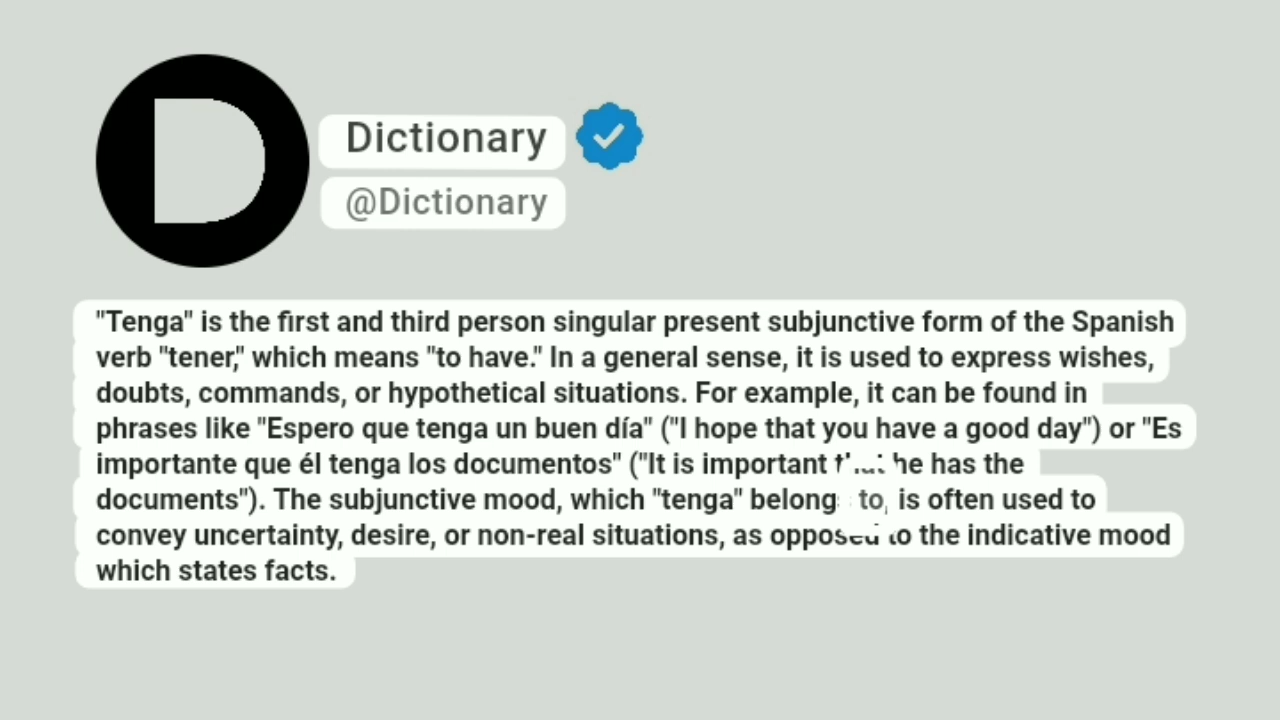 Dictionary
@Dictionary
"Tenga" is the first and third person singular present subjunctive form of the Spanish
verb "tener," which means "to have." In a general sense, it is used to express wishes,
doubts, commands, or hypothetical situations. For example, it can be found in
phrases like "Espero que tenga un buen día" ("I hope that you have a good day") or "Es
importante que él tenga los documentos" ("It is important that he has the
documents"). The subjunctive mood, which "tenga" belongs to, is often used to
convey uncertainty, desire, or non-real situations, as opposed to the indicative mood
which states facts.